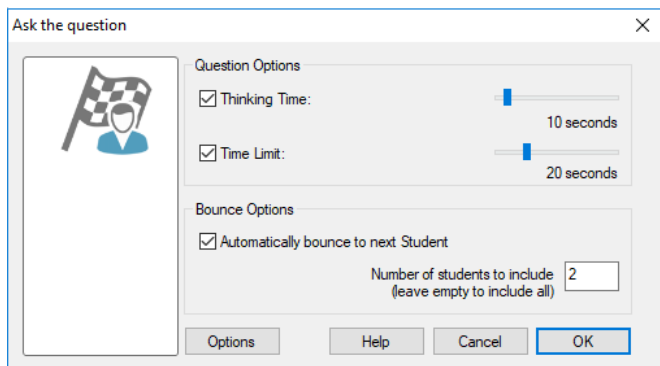 Ask the question
Question Options
Thinking Time:
10 seconds
Time Limit:
20 seconds
Bounce Options
Automatically bounce to next Student
Number of students to include 2
(leave empty to include all)
Options Help Cancel OK